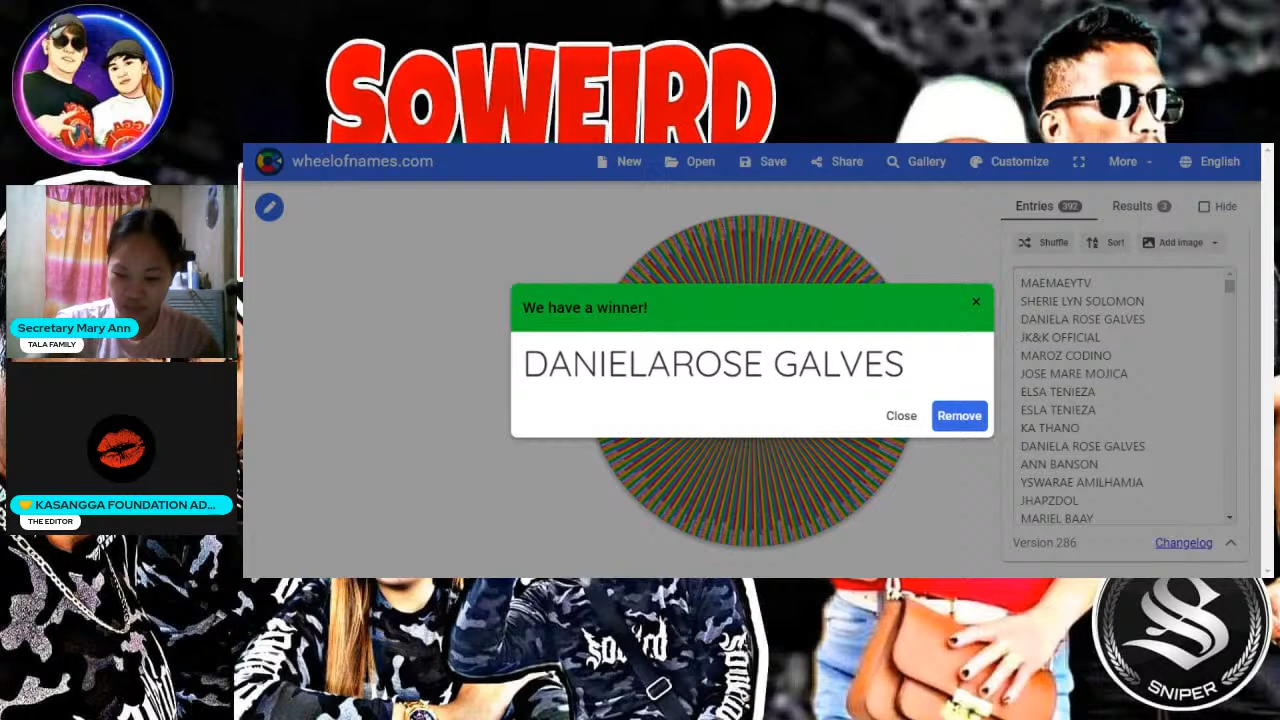 SOWEIRD
wheelofnames.com
New
Open
Save
Share
Gallery
Customize
More
English
Entries 392
Results 3
Hide
Shuffle
Sort
Add image
We have a winner!
×
DANIELAROSE GALVES
Close
Remove
MAEMAEYTV
SHERIE LYN SOLOMON
DANIELA ROSE GALVES
JK&K OFFICIAL
MAROZ CODINO
JOSE MARE MOJICA
ELSA TENIEZA
ESLA TENIEZA
KA THANO
DANIELA ROSE GALVES
ANN BANSON
YSWARAE AMILHAMJA
JHAPZDOL
MARIEL BAAY
Version 286
Changelog
Secretary Mary Ann
TALA FAMILY
KASANGGA FOUNDATION AD...
THE EDITOR
SNIPER